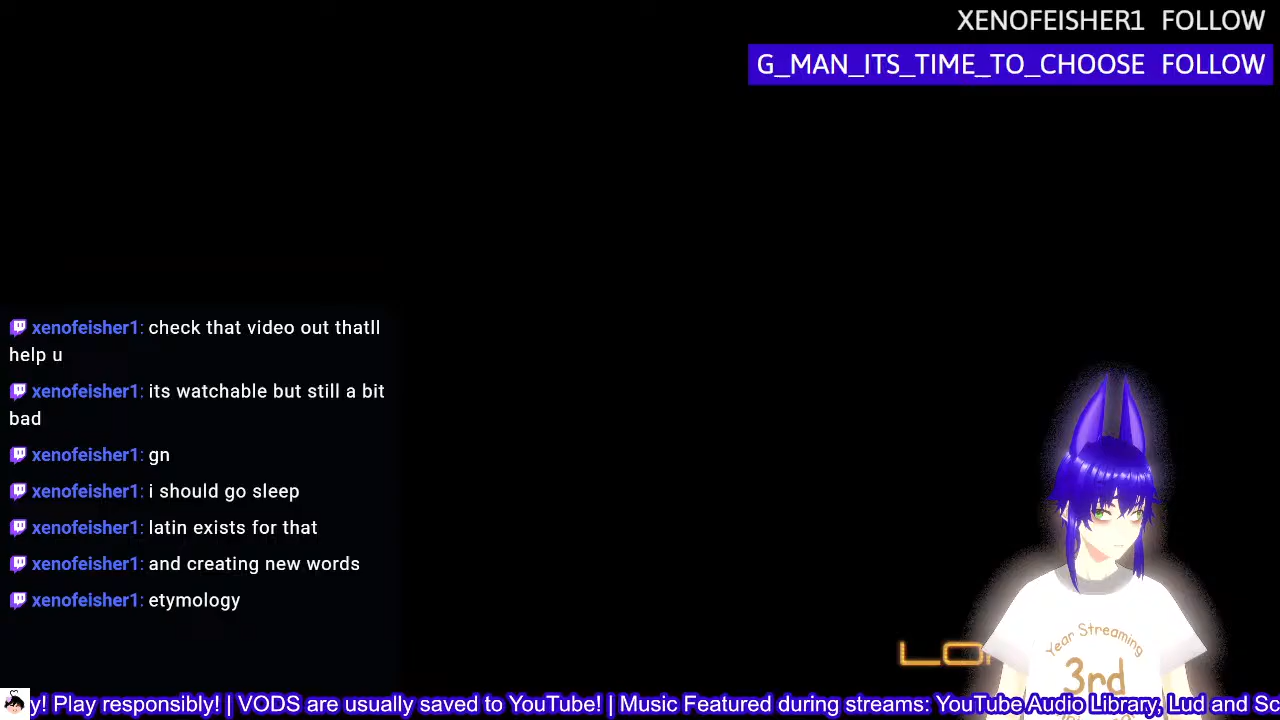 XENOFEISHER1 FOLLOW
G_MAN_ITS_TIME_TO_CHOOSE FOLLOW
xenofeisher1: check that video out thatll
help u
xenofeisher1: its watchable but still a bit
bad
xenofeisher1: gn
xenofeisher1: i should go sleep
xenofeisher1: latin exists for that
xenofeisher1: and creating new words
xenofeisher1: etymology
Year Streaming
3rd
y! Play responsibly! | VODS are usually saved to YouTube! | Music Featured during streams: YouTube Audio Library, Lud and